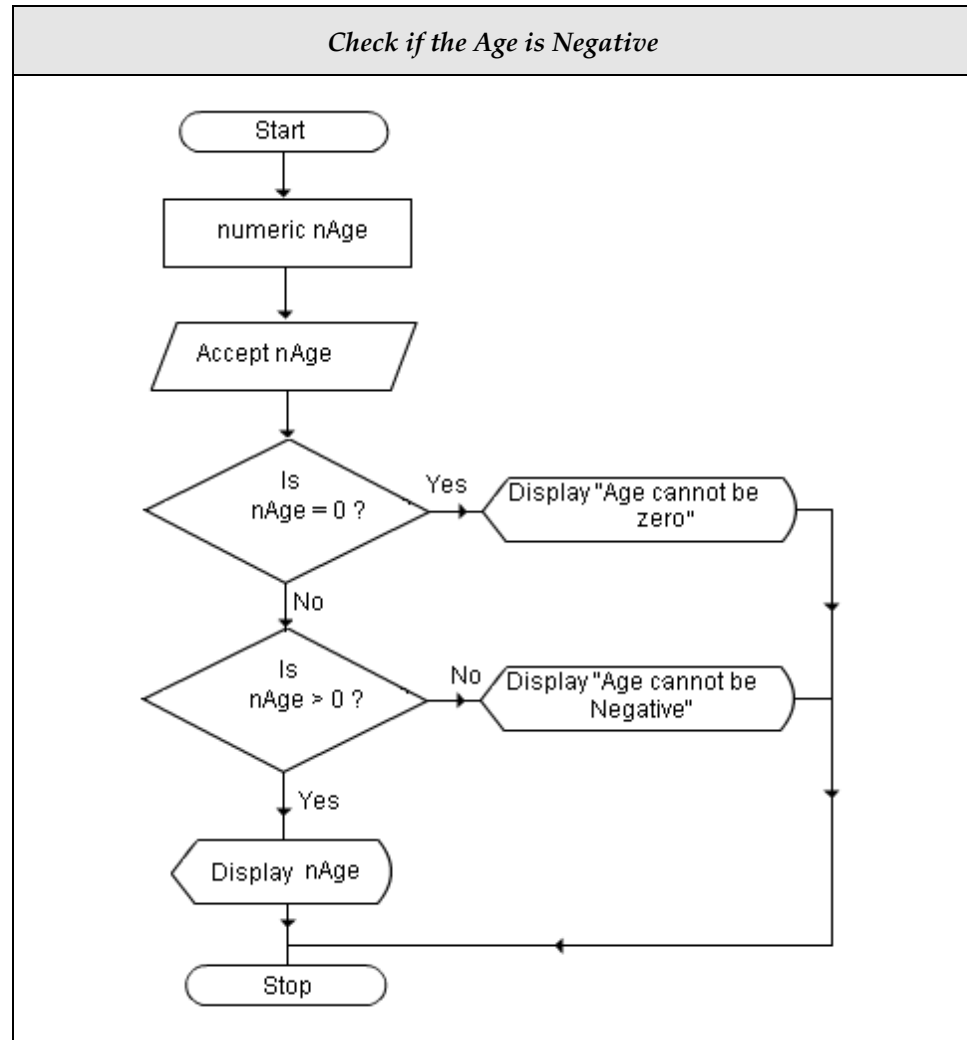 Check if the Age is Negative
Start
numeric nAge
Accept nAge
Is
nAge = 0 ?
Yes
Display "Age cannot be
zero"
No
Is
nAge > 0 ?
No
Display "Age cannot be
Negative"
Yes
Display nAge
Stop